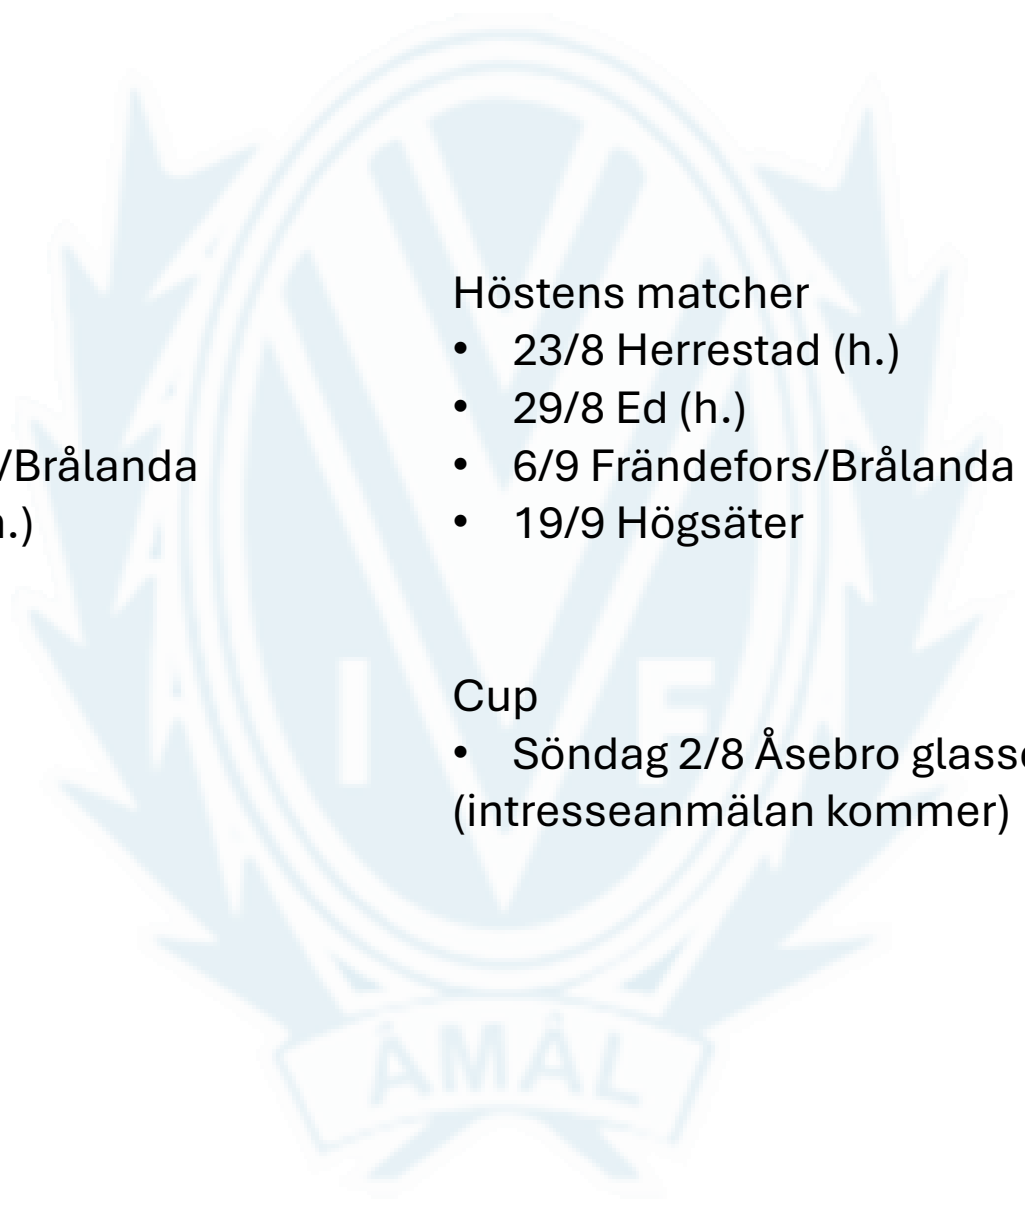 /Brålanda
.)
Höstens matcher
• 23/8 Herrestad (h.)
• 29/8 Ed (h.)
• 6/9 Frändefors/Brålanda
• 19/9 Högsäter
Cup
• Söndag 2/8 Åsebro
(intresseanmälan kommer)
I V F
ÅMÅL